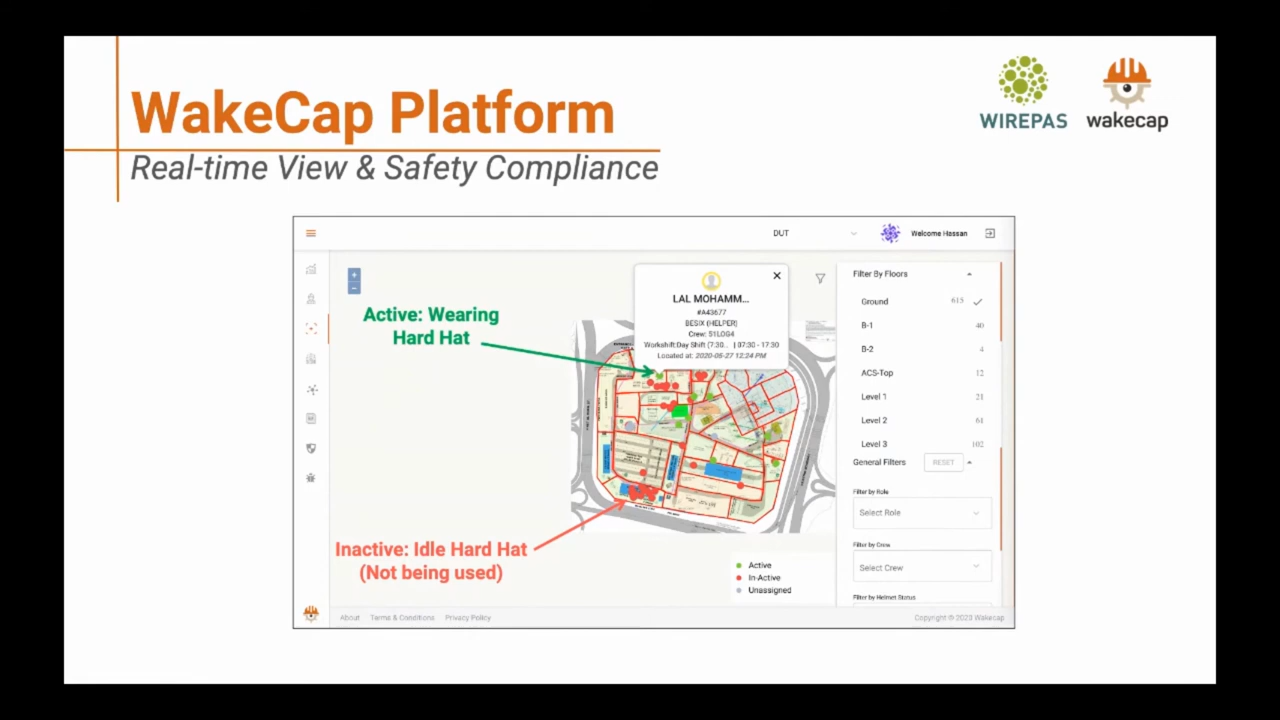 WakeCap Platform
Real-time View & Safety Compliance
WIREPAS
wakecap
DUT
Welcome Hassan
Active: Wearing
Hard Hat
LAL MOHAMM...
#A43677
BESIX (HELPER)
Crew: 51LOG4
Workshift:Day Shift (7:30... | 07:30 - 17:30
Located at: 2020-06-27 12:24 PM
Filter By Floors
Ground 615
B-1 40
B-2 4
ACS-Top 12
Level 1 21
Level 2 61
Level 3 102
General Filters RESET
Filter by Role
Select Role
Filter by Crew
Select Crew
Filter by Helmet Status
Inactive: Idle Hard Hat
(Not being used)
Active
In-Active
Unassigned
About Terms & Conditions Privacy Policy
Copyright © 2023 Wakecap